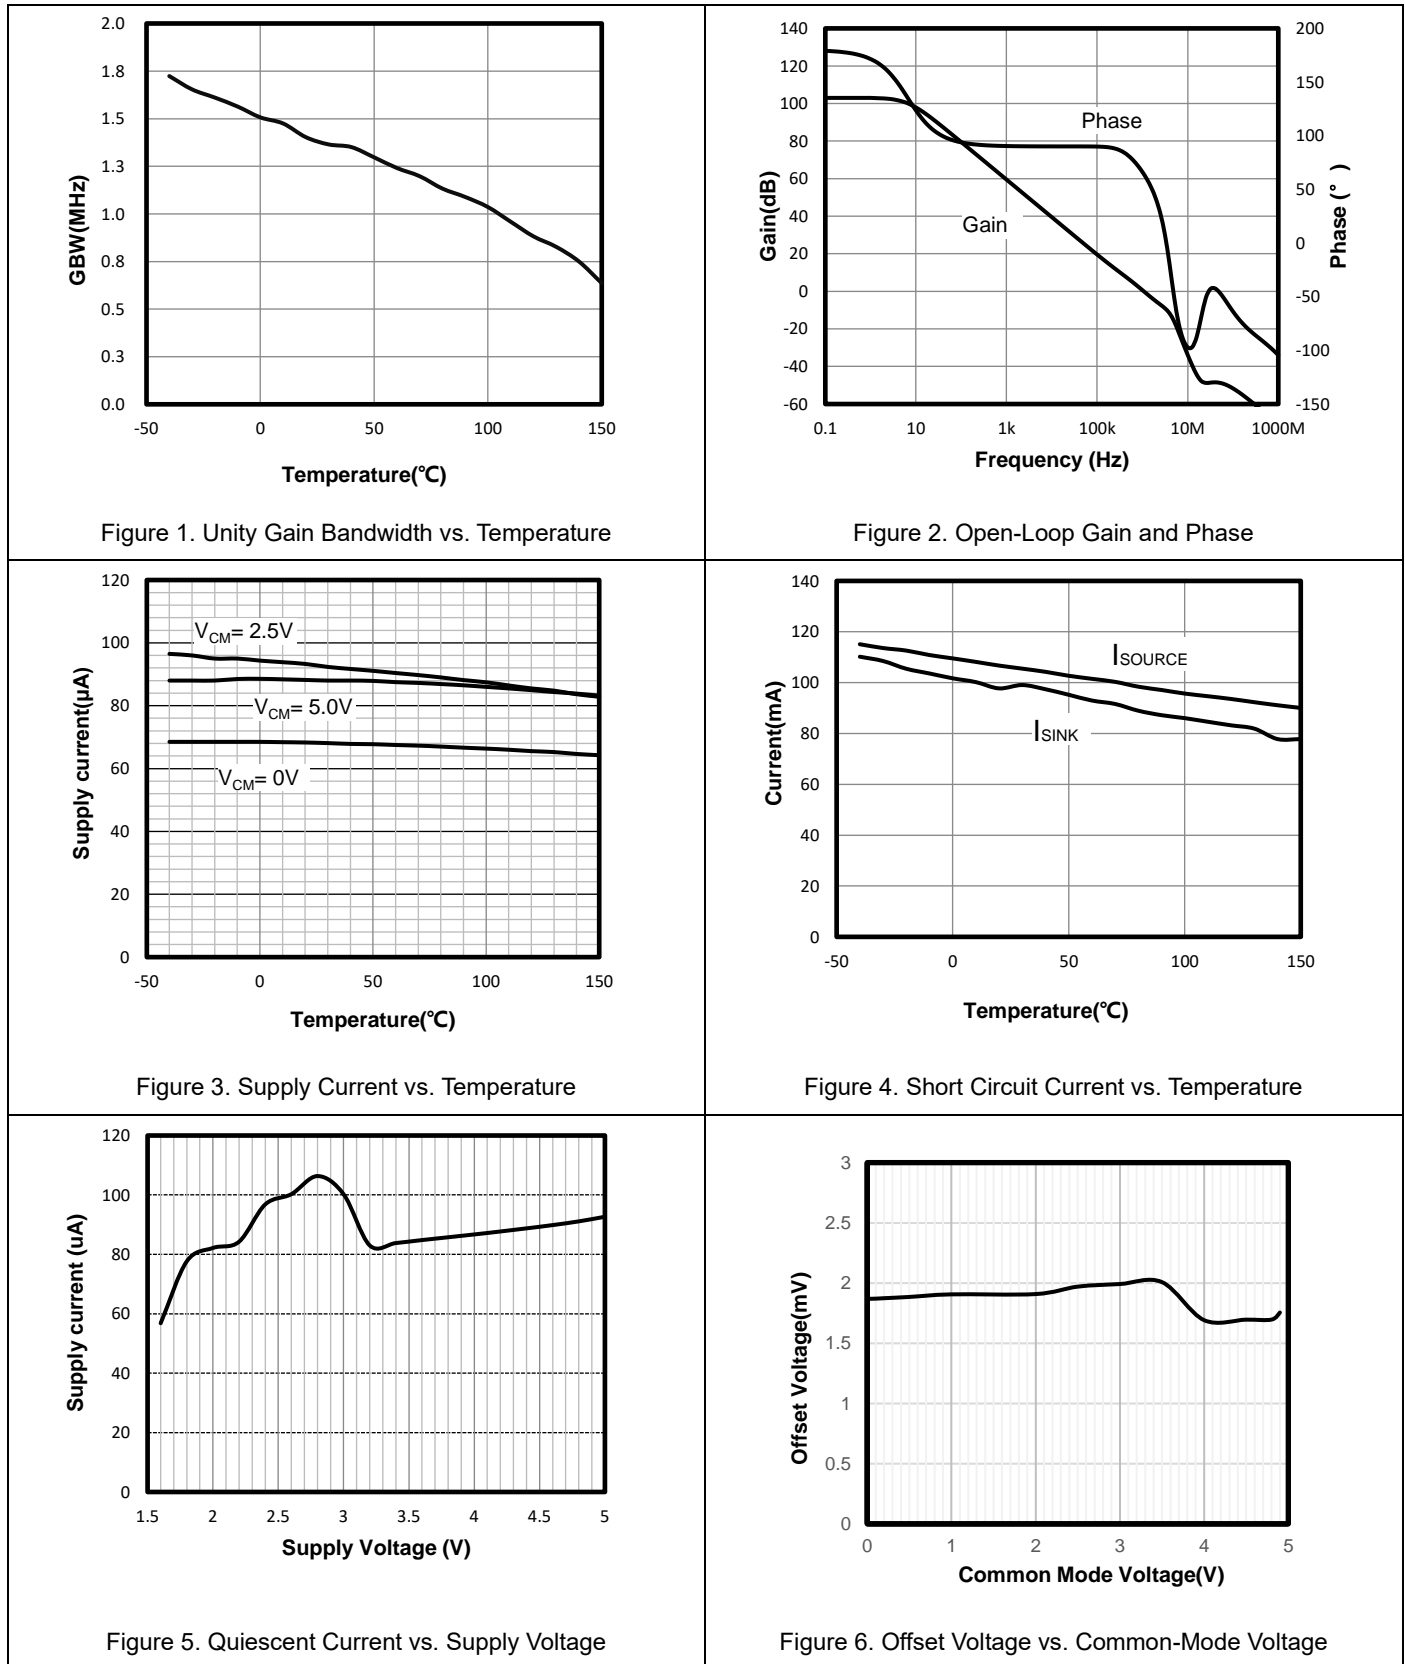 2.0
1.8
1.5
1.3
1.0
0.8
0.5
0.3
0.0
GBW(MHz)
-50 0 50 100 150
Temperature(℃)
Figure 1. Unity Gain Bandwidth vs. Temperature
140
120
100
80
60
40
20
0
-20
-40
-60
Gain(dB)
Phase
Gain
200
150
100
50
0
-50
-100
-150
Phase (° )
0.1 10 1k 100k 10M 1000M
Frequency (Hz)
Figure 2. Open-Loop Gain and Phase
120
100
80
60
40
20
0
Supply current(µA)
VCM= 2.5V
VCM= 5.0V
VCM= 0V
-50 0 50 100 150
Temperature(℃)
Figure 3. Supply Current vs. Temperature
140
120
100
80
60
40
20
0
Current(mA)
ISOURCE
ISINK
-50 0 50 100 150
Temperature(℃)
Figure 4. Short Circuit Current vs. Temperature
120
100
80
60
40
20
0
Supply current (uA)
1.5 2 2.5 3 3.5 4 4.5 5
Supply Voltage (V)
Figure 5. Quiescent Current vs. Supply Voltage
3
2.5
2
1.5
1
0.5
0
Offset Voltage(mV)
0 1 2 3 4 5
Common Mode Voltage(V)
Figure 6. Offset Voltage vs. Common-Mode Voltage